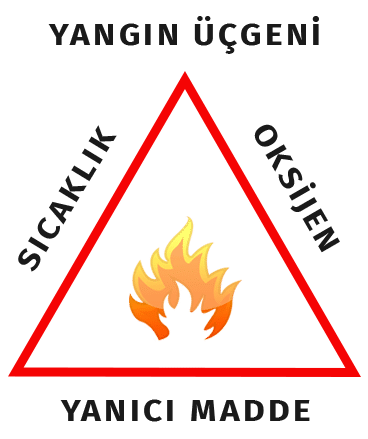 YANGIN ÜÇGENİ
SICAKLIK
OKSİJEN
YANICI MADDE